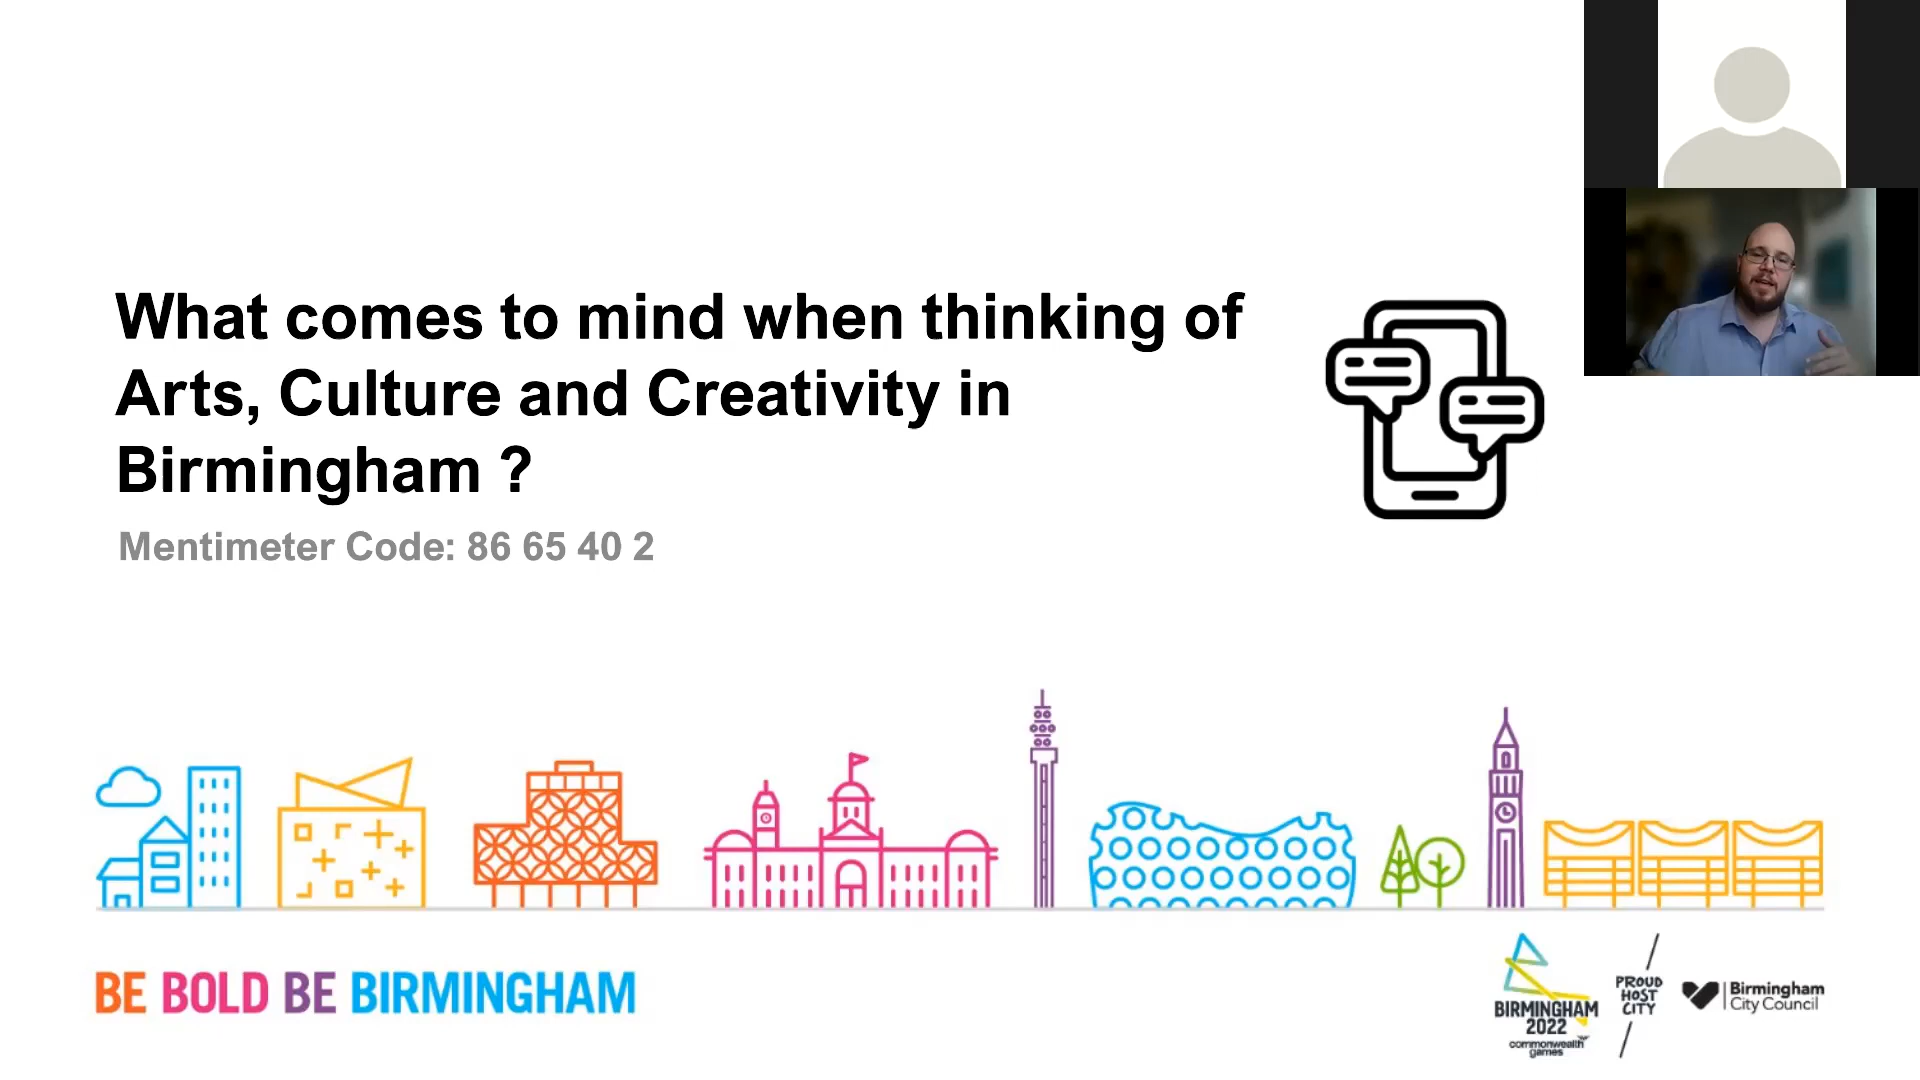 What comes to mind when thinking of
Arts, Culture and Creativity in
Birmingham ?
Mentimeter Code: 86 65 40 2
BE BOLD BE BIRMINGHAM
BIRMINGHAM
2022
commonwealth
games
PROUD
HOST
CITY
Birmingham
City Council